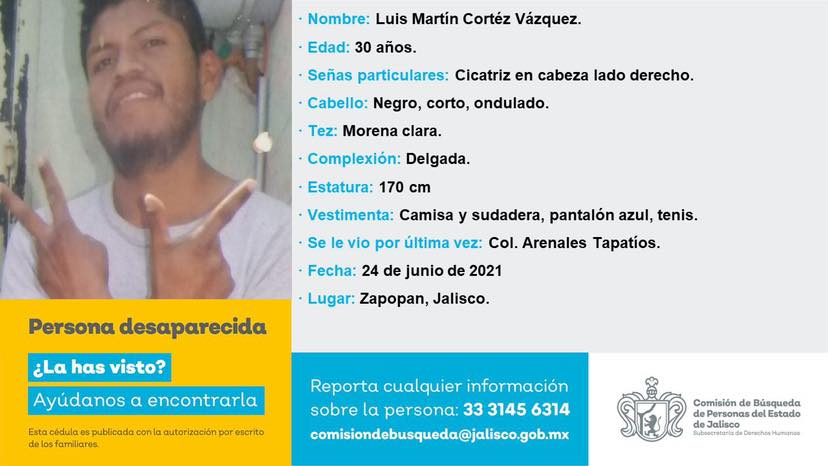 · Nombre: Luis Martín Cortéz Vázquez.
· Edad: 30 años.
· Señas particulares: Cicatriz en cabeza lado derecho.
· Cabello: Negro, corto, ondulado.
· Tez: Morena clara.
· Complexión: Delgada.
· Estatura: 170 cm
· Vestimenta: Camisa y sudadera, pantalón azul, tenis.
· Se le vio por última vez: Col. Arenales Tapatíos.
· Fecha: 24 de junio de 2021
· Lugar: Zapopan, Jalisco.
Persona desaparecida
¿La has visto?
Ayúdanos a encontrarla
Esta cédula es publicada con la autorización por escrito
de los familiares.
Reporta cualquier información
sobre la persona: 33 3145 6314
comisiondebusqueda@jalisco.gob.mx
Comisión de Búsqueda
de Personas del Estado
de Jalisco
Subsecretaría de Derechos Humanos